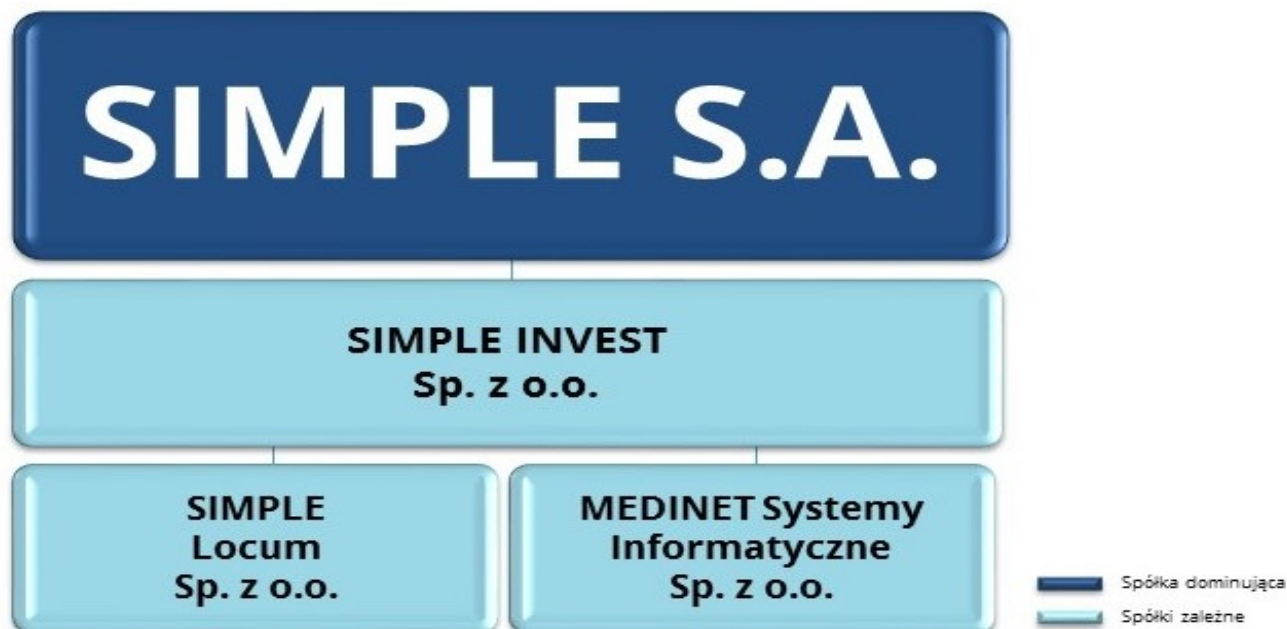 SIMPLE S.A.
SIMPLE INVEST
Sp. z o.o.
SIMPLE
Locum
Sp. z o.o.
MEDINET Systemy
Informatyczne
Sp. z o.o.
Spółka dominująca
Spółki zależne